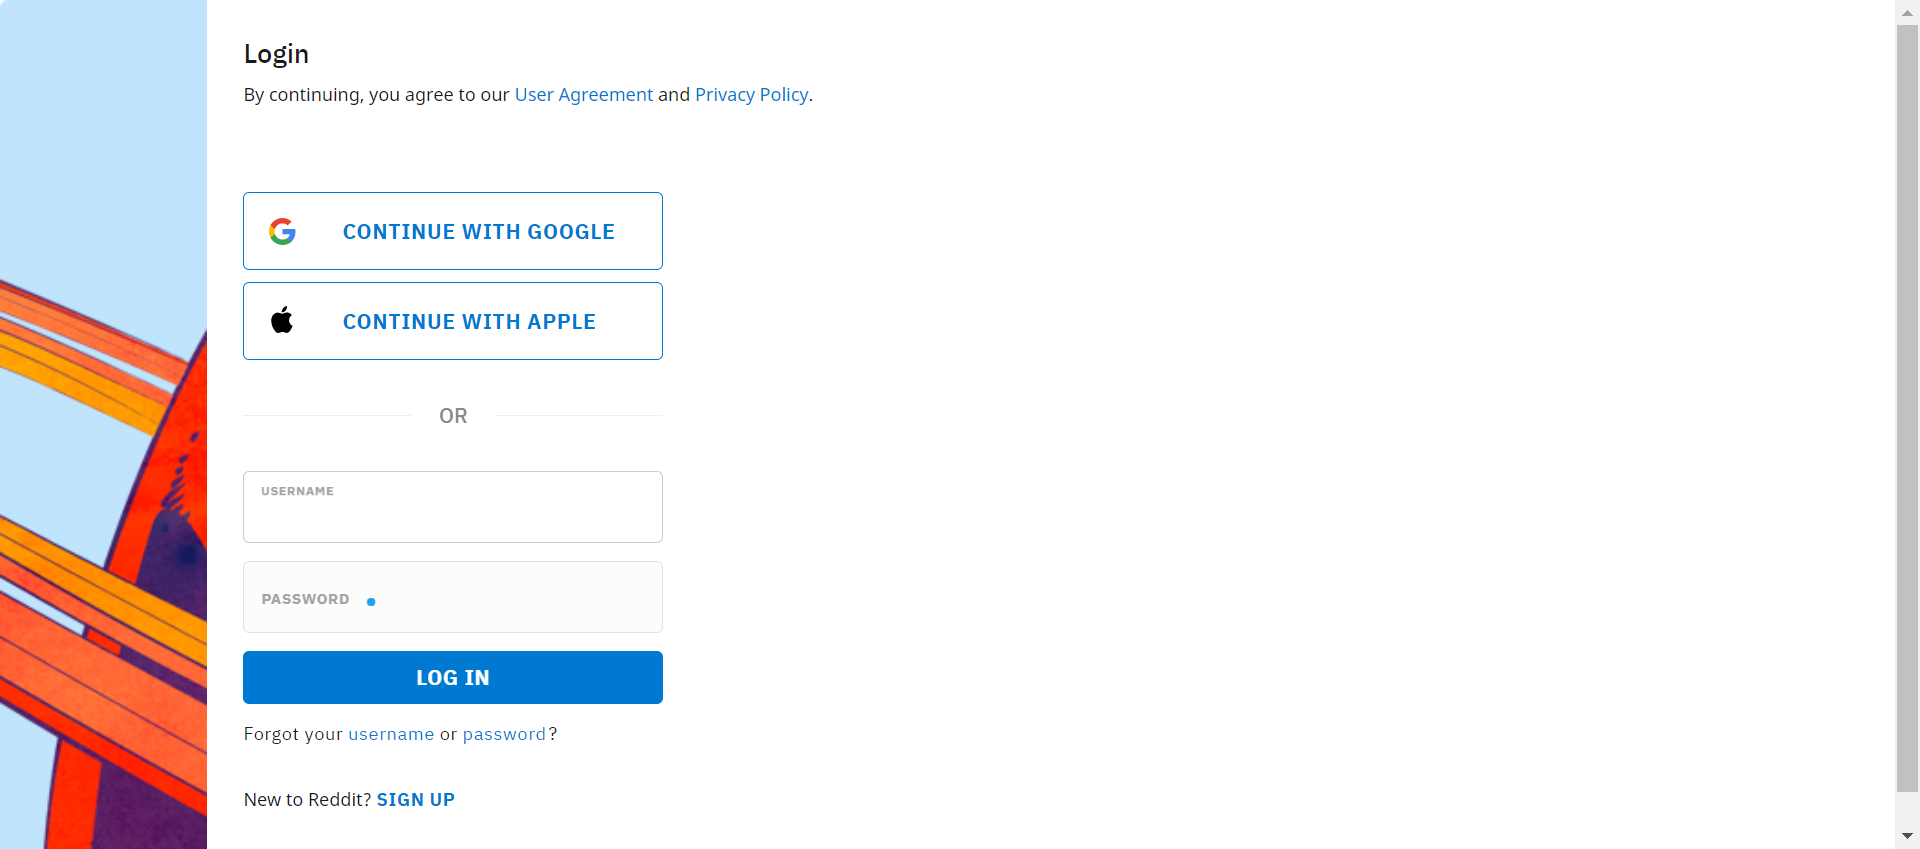 Login
By continuing, you agree to our User Agreement and Privacy Policy.
CONTINUE WITH GOOGLE
CONTINUE WITH APPLE
OR
USERNAME
PASSWORD
LOG IN
Forgot your username or password?
New to Reddit? SIGN UP